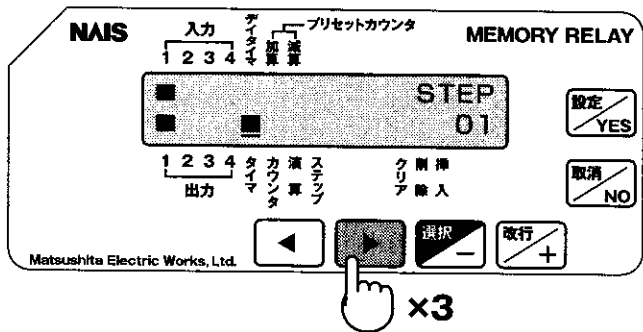 NAiS
入力
デイタイマ
加算
減算
プリセットカウンタ
MEMORY RELAY
1 2 3 4
STEP
01
設定/YES
1 2 3 4
出力
タイマ
カウンタ
演算
ステップ
クリア
削除
挿入
取消/NO
選択 −
改行/+
Matsushita Electric Works, Ltd.
×3